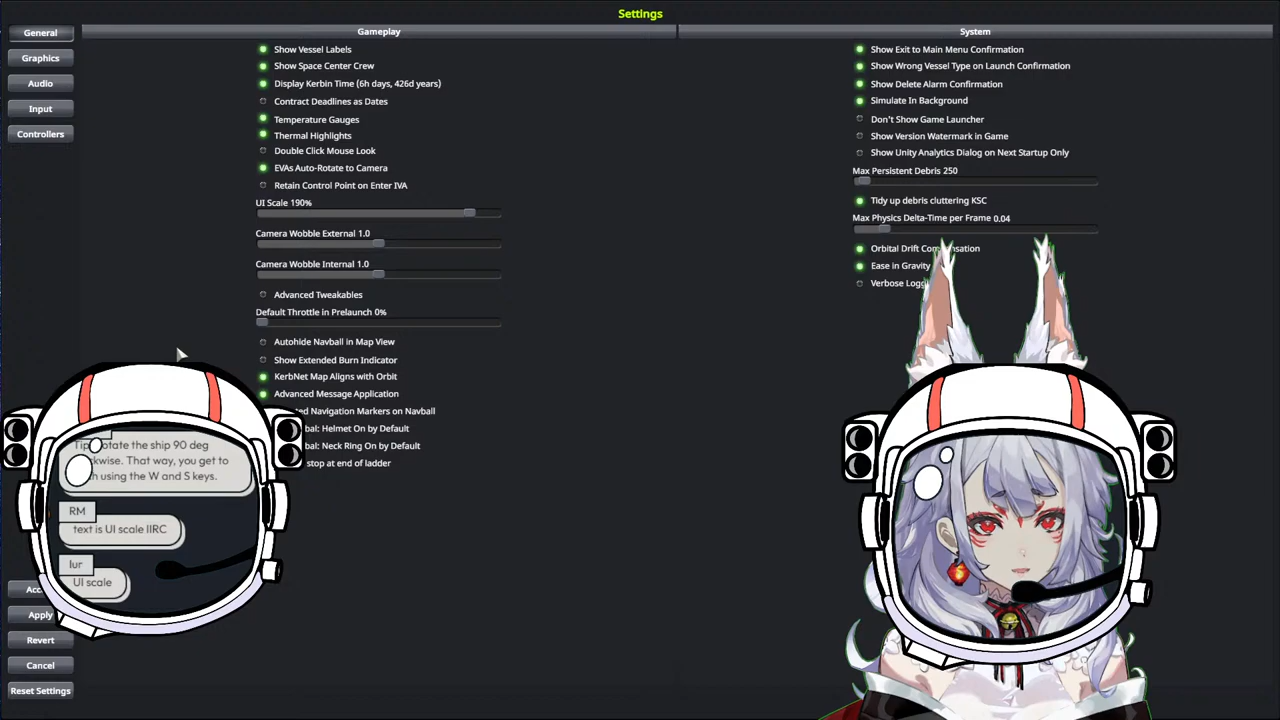 Settings
General
Graphics
Audio
Input
Controllers
Gameplay
Show Vessel Labels
Show Space Center Crew
Display Kerbin Time (6h days, 426d years)
Contract Deadlines as Dates
Temperature Gauges
Thermal Highlights
Double Click Mouse Look
EVAs Auto-Rotate to Camera
Retain Control Point on Enter IVA
UI Scale 190%
Camera Wobble External 1.0
Camera Wobble Internal 1.0
Advanced Tweakables
Default Throttle in Prelaunch 0%
Autohide Navball in Map View
Show Extended Burn Indicator
KerbNet Map Aligns with Orbit
Advanced Message Application
Navigation Markers on Navball
Helmet On by Default
Neck Ring On by Default
stop at end of ladder
System
Show Exit to Main Menu Confirmation
Show Wrong Vessel Type on Launch Confirmation
Show Delete Alarm Confirmation
Simulate In Background
Don't Show Game Launcher
Show Version Watermark in Game
Show Unity Analytics Dialog on Next Startup Only
Max Persistent Debris 250
Tidy up debris cluttering KSC
Max Physics Delta-Time per Frame 0.04
Orbital Drift
Ease in Gravity
Verbose
the ship 90 deg
That way, you get to
using the W and S keys.
RM
text is UI scale IIRC
lur
UI scale
Apply
Revert
Cancel
Reset Settings